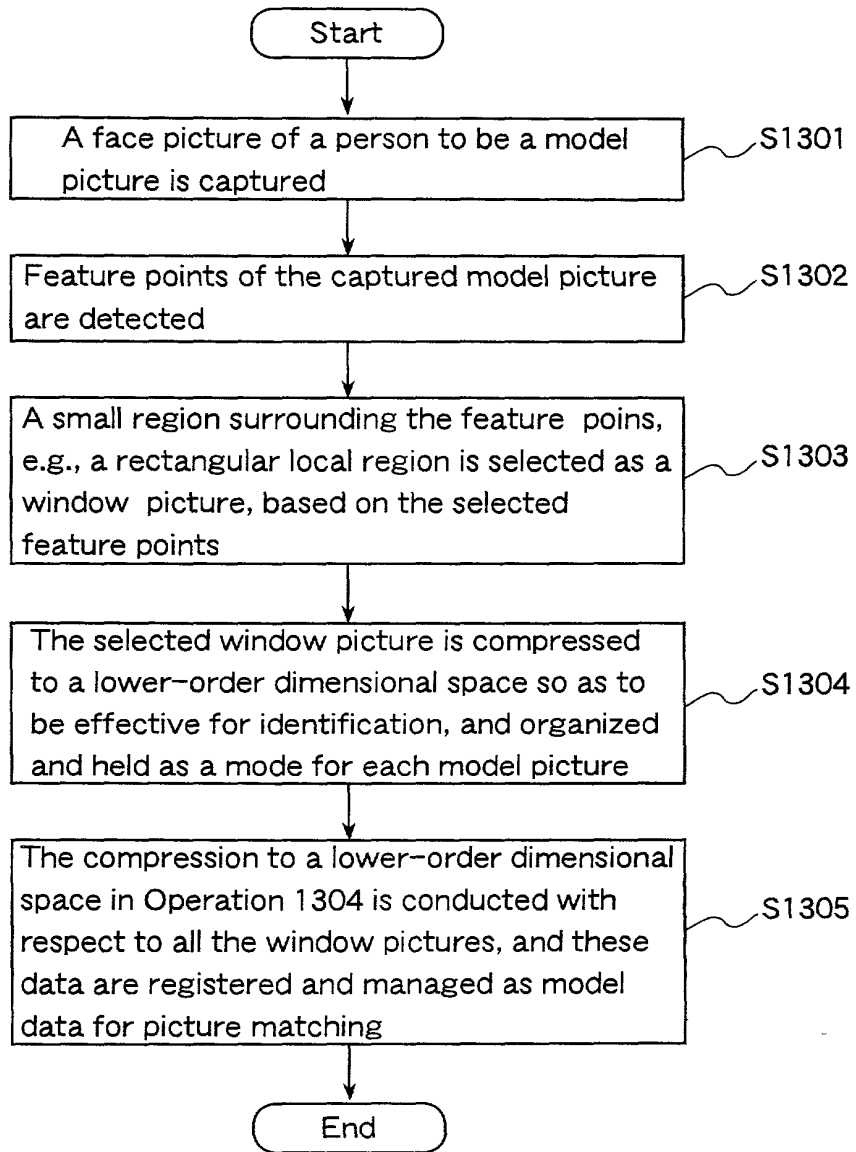 Start
A face picture of a person to be a model
picture is captured
S1301
Feature points of the captured model picture
are detected
S1302
A small region surrounding the feature poins,
e.g., a rectangular local region is selected as a
window picture, based on the selected
feature points
S1303
The selected window picture is compressed
to a lower-order dimensional space so as to
be effective for identification, and organized
and held as a mode for each model picture
S1304
The compression to a lower-order dimensional
space in Operation 1304 is conducted with
respect to all the window pictures, and these
data are registered and managed as model
data for picture matching
S1305
End